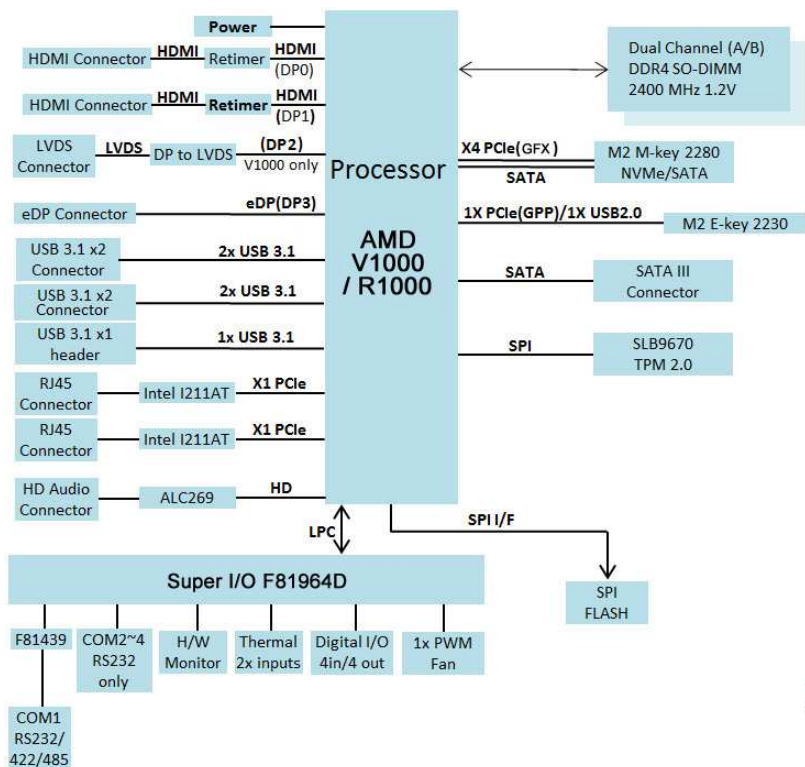 Power
HDMI Connector HDMI Retimer HDMI
(DP0)
HDMI Connector HDMI Retimer HDMI
(DP1)
LVDS
Connector
LVDS
DP to LVDS
(DP2)
V1000 only
eDP Connector
eDP(DP3)
USB 3.1 x2
Connector
2x USB 3.1
USB 3.1 x2
Connector
2x USB 3.1
USB 3.1 x1
header
1x USB 3.1
RJ45
Connector
Intel I211AT
X1 PCIe
RJ45
Connector
Intel I211AT
X1 PCIe
HD Audio
Connector
ALC269
HD
Processor
AMD
V1000
/ R1000
Dual Channel (A/B)
DDR4 SO-DIMM
2400 MHz 1.2V
X4 PCIe(GFX)
SATA
M2 M-key 2280
NVMe/SATA
1X PCIe(GPP)/1X USB2.0
M2 E-key 2230
SATA
SATA III
Connector
SPI
SLB9670
TPM 2.0
LPC
SPI I/F
SPI
FLASH
Super I/O F81964D
F81439
COM2~4
RS232
only
H/W
Monitor
Thermal
2x inputs
Digital I/O
4in/4 out
1x PWM
Fan
COM1
RS232/
422/485